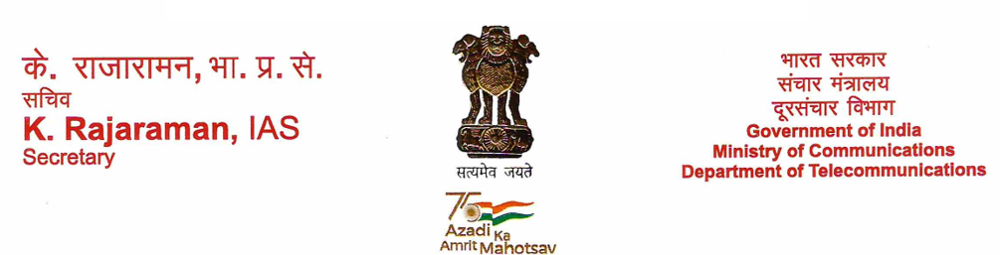 के. राजारामन, भा. प्र. से.
सचिव
K. Rajaraman, IAS
Secretary
सत्यमेव जयते
75
Azadi Ka
Amrit Mahotsav
भारत सरकार
संचार मंत्रालय
दूरसंचार विभाग
Government of India
Ministry of Communications
Department of Telecommunications